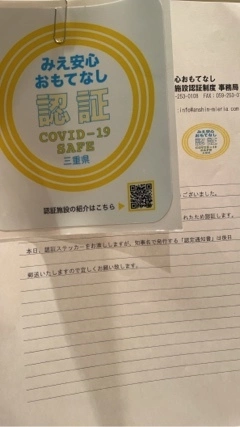 みえ安心
おもてなし
認証
COVID-19
SAFE
三重県
認証施設の紹介はこちら
心おもてなし
施設認証制度 事務局
ございました。
れたため認証します。
本日、認証ステッカーをお渡ししますが、知事名で発行する「認定通知書」は後日
郵送いたしますので宜しくお願い致します。